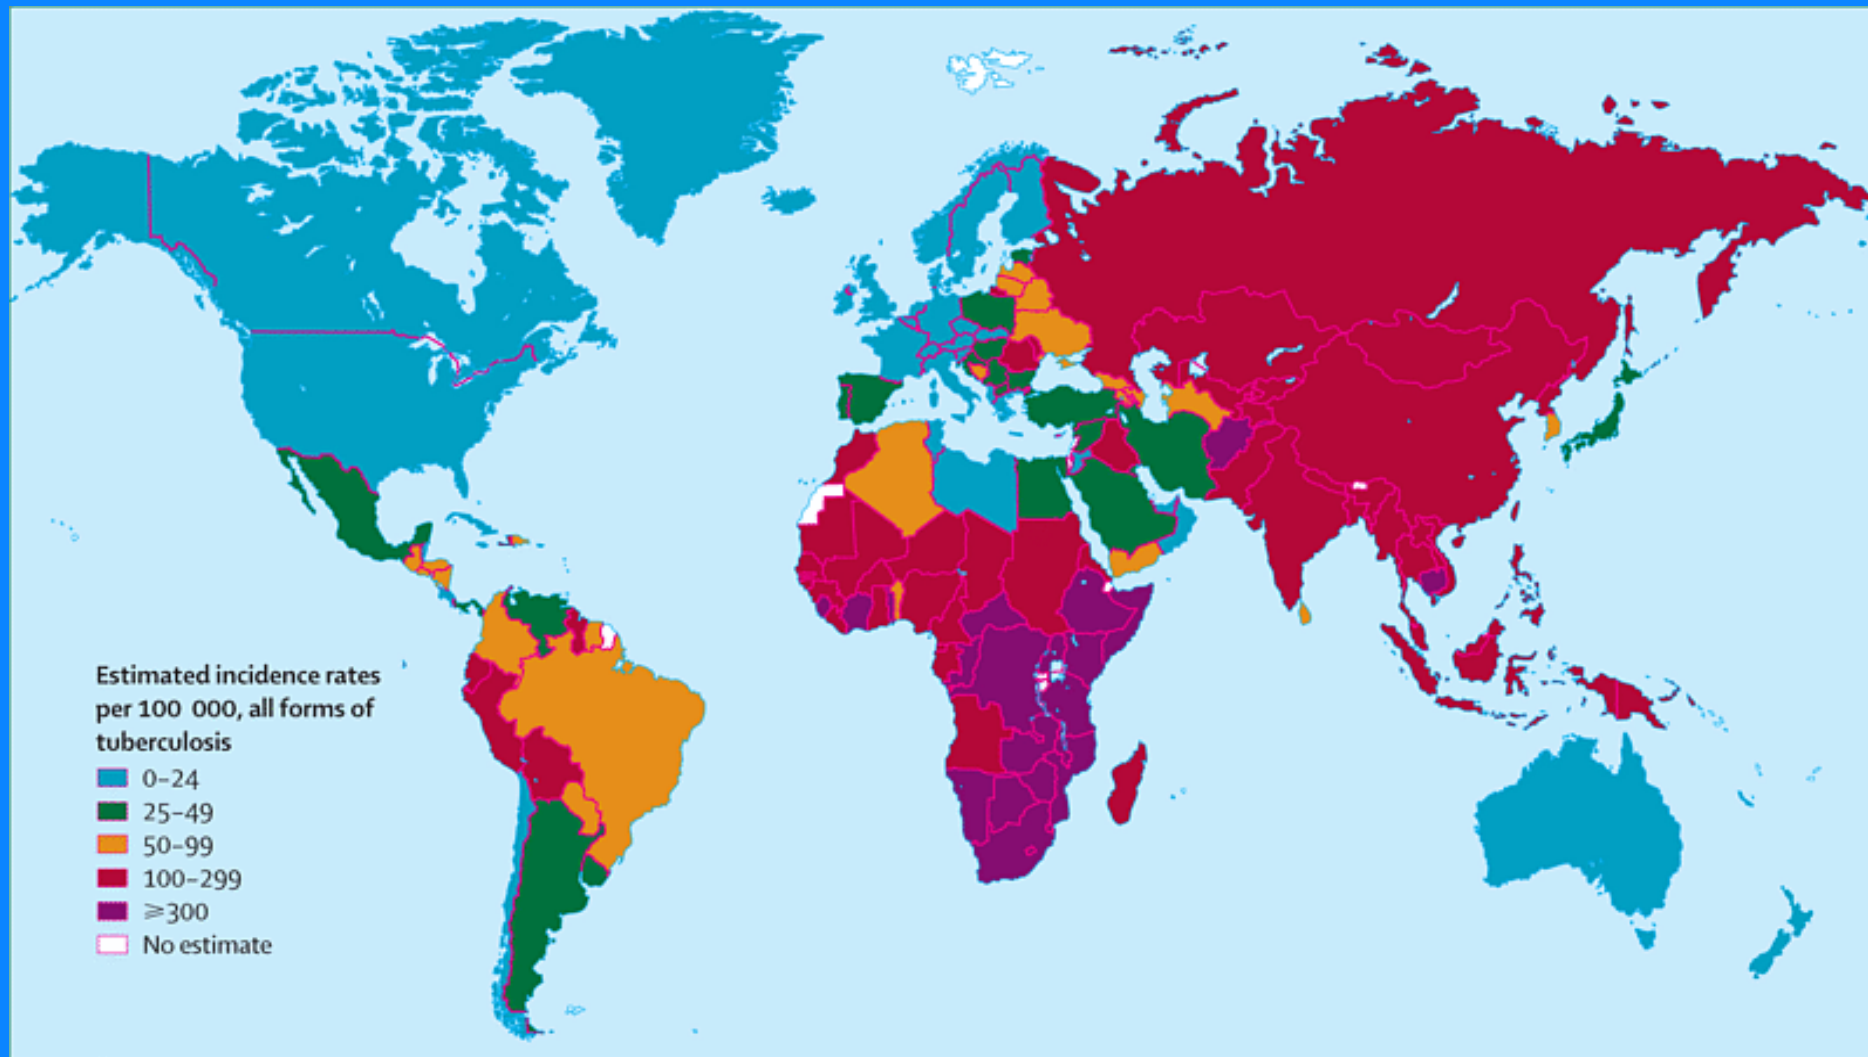 Estimated incidence rates
per 100 000, all forms of
tuberculosis
0–24
25–49
50–99
100–299
⩾300
No estimate